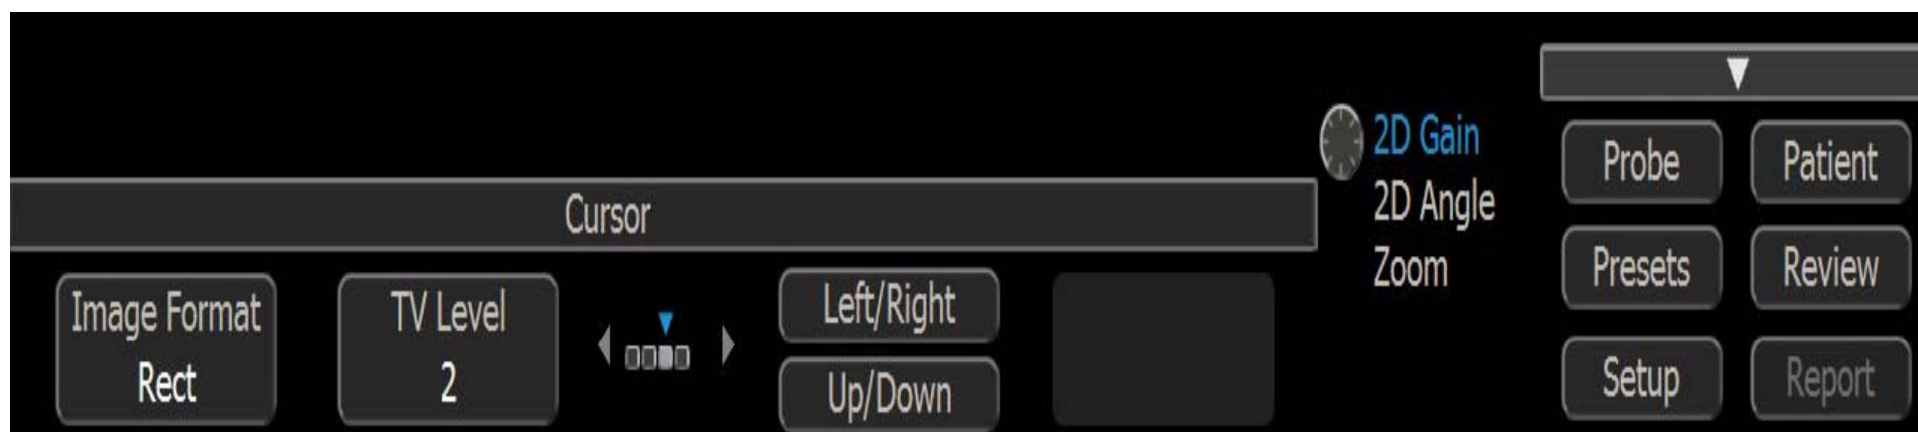 Cursor
Image Format
Rect
TV Level
2
Left/Right
Up/Down
2D Gain
2D Angle
Zoom
Probe
Patient
Presets
Review
Setup
Report